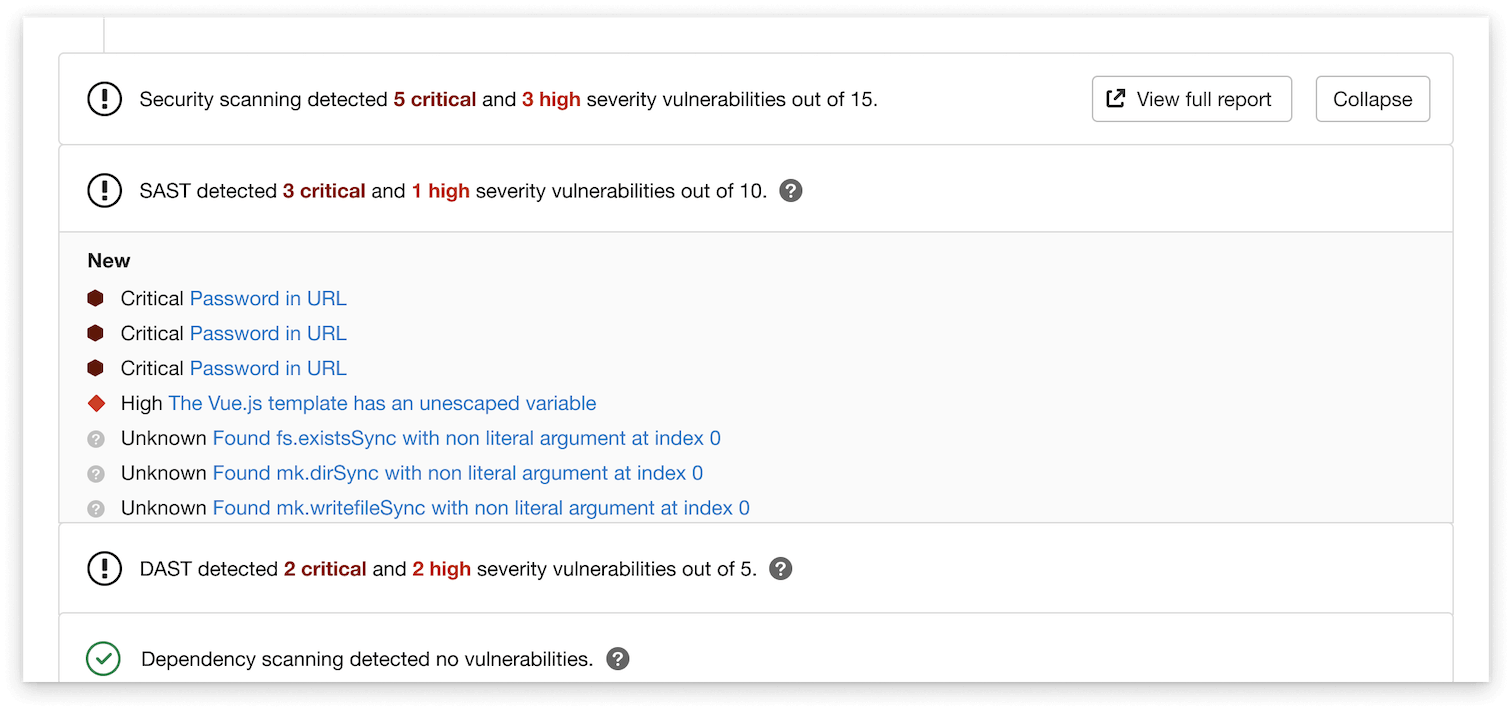 Security scanning detected 5 critical and 3 high severity vulnerabilities out of 15.
View full report
Collapse
SAST detected 3 critical and 1 high severity vulnerabilities out of 10.
New
Critical Password in URL
Critical Password in URL
Critical Password in URL
High The Vue.js template has an unescaped variable
Unknown Found fs.existsSync with non literal argument at index 0
Unknown Found mk.dirSync with non literal argument at index 0
Unknown Found mk.writefileSync with non literal argument at index 0
DAST detected 2 critical and 2 high severity vulnerabilities out of 5.
Dependency scanning detected no vulnerabilities.